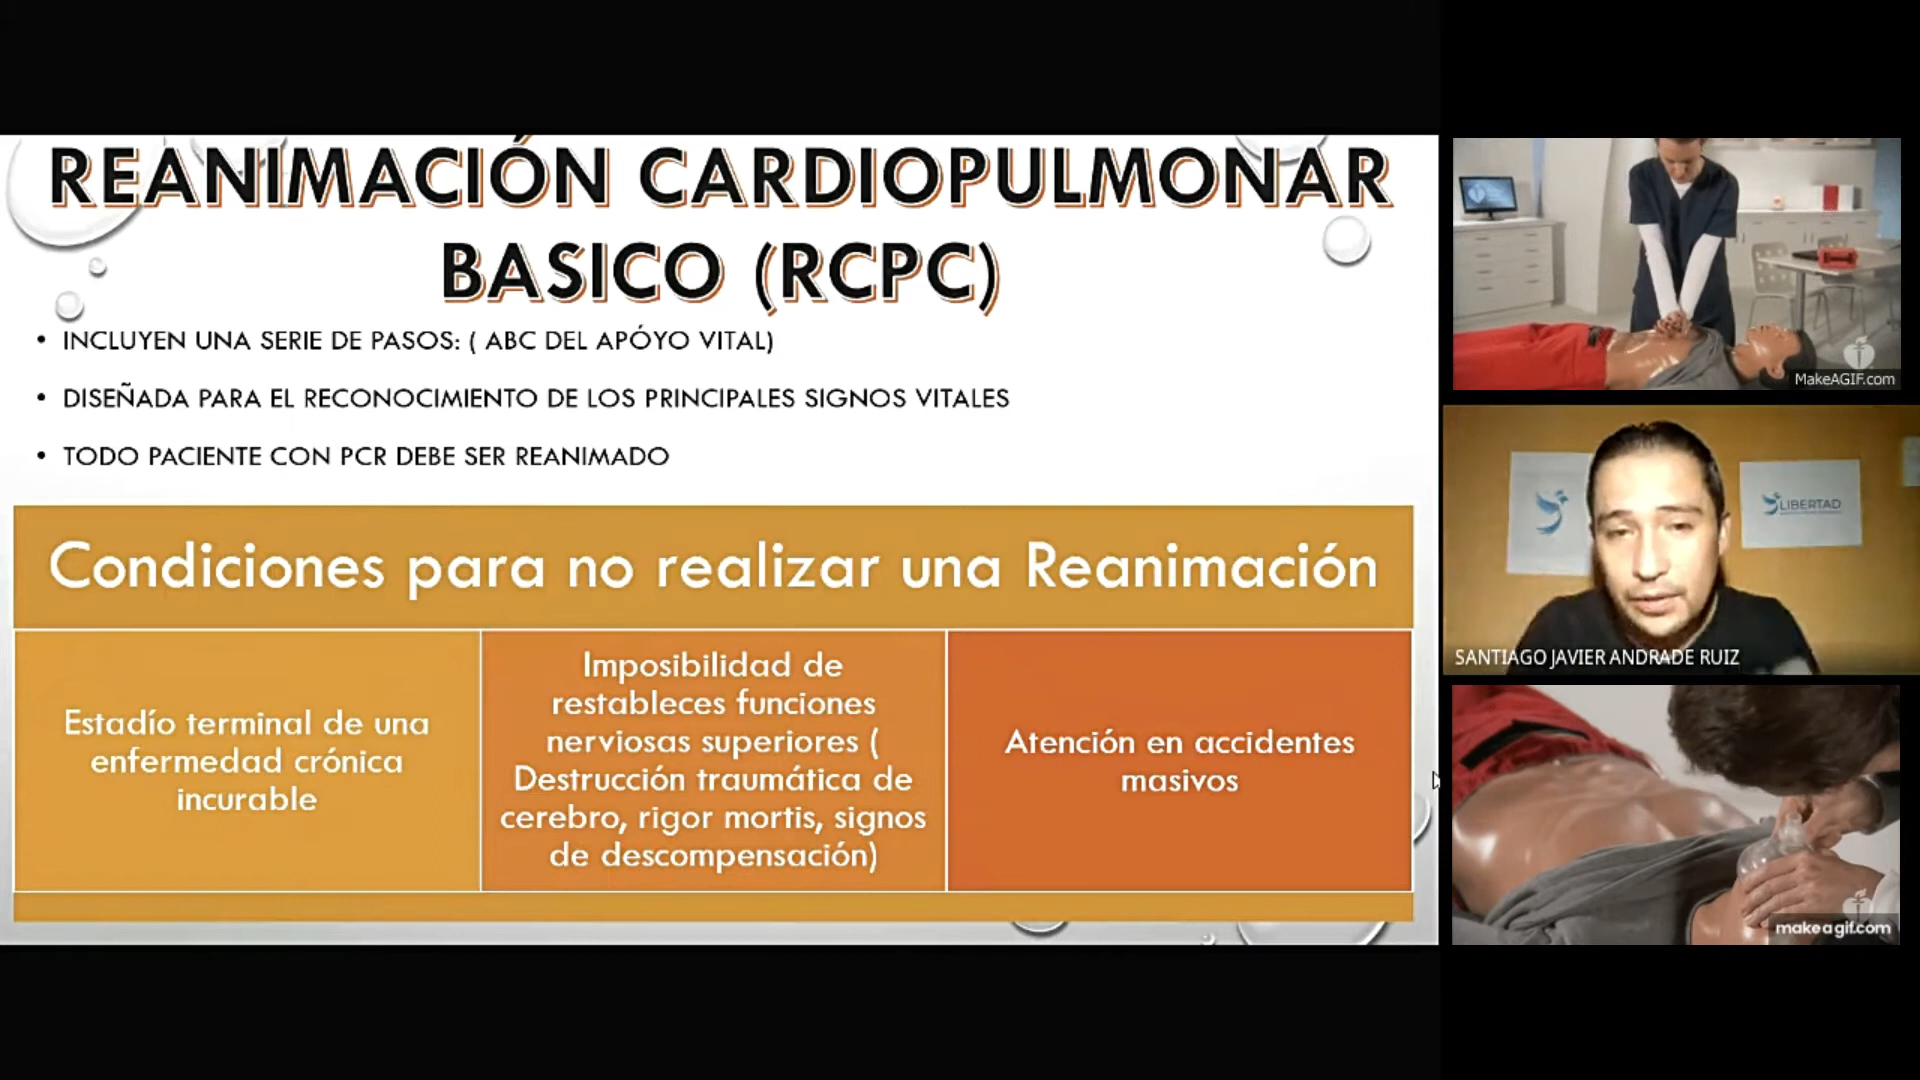 REANIMACIÓN CARDIOPULMONAR
BASICO (RCPC)
• INCLUYEN UNA SERIE DE PASOS: ( ABC DEL APÓYO VITAL)
• DISEÑADA PARA EL RECONOCIMIENTO DE LOS PRINCIPALES SIGNOS VITALES
• TODO PACIENTE CON PCR DEBE SER REANIMADO
Condiciones para no realizar una Reanimación
Estadío terminal de una
enfermedad crónica
incurable
Imposibilidad de
restableces funciones
nerviosas superiores (
Destrucción traumática de
cerebro, rigor mortis, signos
de descompensación)
Atención en accidentes
masivos
MakeAGIF.com
LIBERTAD
SANTIAGO JAVIER ANDRADE RUIZ
makeagif.com